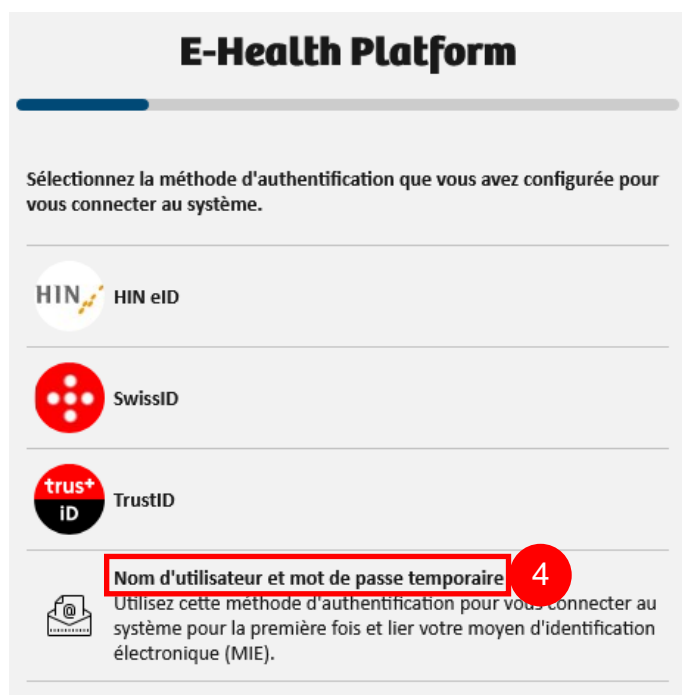 E-Health Platform
Sélectionnez la méthode d'authentification que vous avez configurée pour
vous connecter au système.
HIN
HIN eID
SwissID
trus+
iD
TrustID
Nom d'utilisateur et mot de passe temporaire
4
@
Utilisez cette méthode d'authentification pour vous connecter au
système pour la première fois et lier votre moyen d'identification
électronique (MIE).